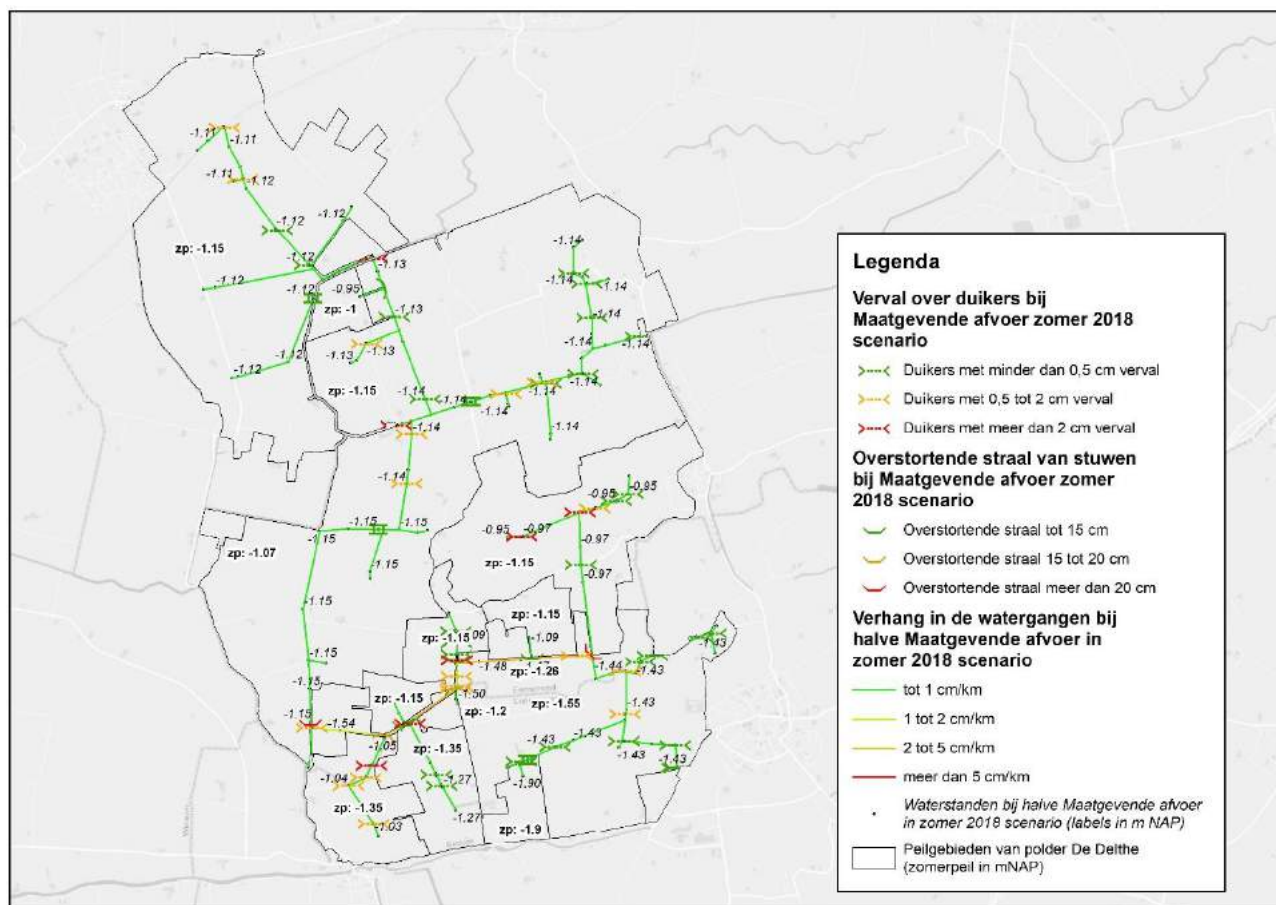 -1.11
-1.11
-1.11
-1.12
-1.12
-1.12
zp: -1.15
-1.12
-1.13
-1.12
-1.12
-0.95
zp: -1
-1.13
-1.13
-1.13
-1.12
-1.12
zp: -1.15
-1.14
-1.14
-1.14
-1.14
-1.14
-1.14
-1.14
-1.14
-1.14
-1.14
-1.14
-1.14
-1.14
-1.15
-1.15
-1.15
-1.15
zp: -1.07
-1.15
-1.15
-1.15
-1.15
-0.95
-0.95
-0.95
-0.97
-0.97
-0.97
zp: -1.15
zp: -1.15
zp: -1.15
-1.09
-1.48
zp: -1.26
-1.44
-1.43
-1.43
-1.50
zp: -1.15
zp: -1.2
zp: -1.55
-1.43
-1.54
-1.05
zp: -1.35
-1.43
-1.43
-1.43
-1.43
-1.04
-1.27
-1.90
zp: -1.35
-1.27
-1.03
zp: -1.9
Legenda
Verval over duikers bij
Maatgevende afvoer zomer 2018
scenario
Duikers met minder dan 0,5 cm verval
Duikers met 0,5 tot 2 cm verval
Duikers met meer dan 2 cm verval
Overstortende straal van stuwen
bij Maatgevende afvoer zomer
2018 scenario
Overstortende straal tot 15 cm
Overstortende straal 15 tot 20 cm
Overstortende straal meer dan 20 cm
Verhang in de watergangen bij
halve Maatgevende afvoer in
zomer 2018 scenario
tot 1 cm/km
1 tot 2 cm/km
2 tot 5 cm/km
meer dan 5 cm/km
Waterstanden bij halve Maatgevende afvoer
in zomer 2018 scenario (labels in m NAP)
Peilgebieden van polder De Delthe
(zomerpeil in mNAP)